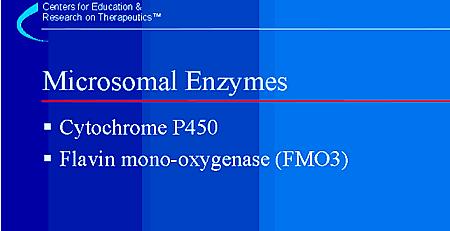 Centers for Education &
Research on Therapeutics™
Microsomal Enzymes
Cytochrome P450
Flavin mono-oxygenase (FMO3)